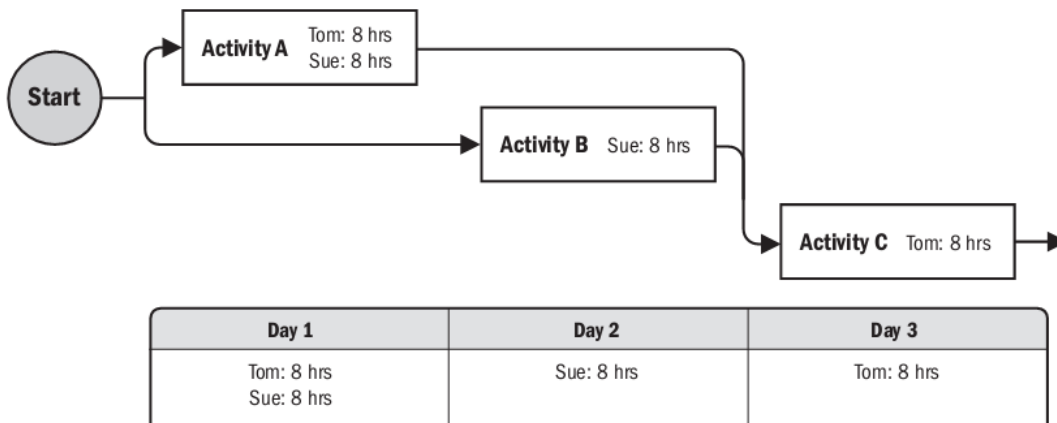 Start
Activity A
Tom: 8 hrs
Sue: 8 hrs
Activity B Sue: 8 hrs
Activity C Tom: 8 hrs
Day 1 Day 2 Day 3
Tom: 8 hrs Sue: 8 hrs Tom: 8 hrs
Sue: 8 hrs